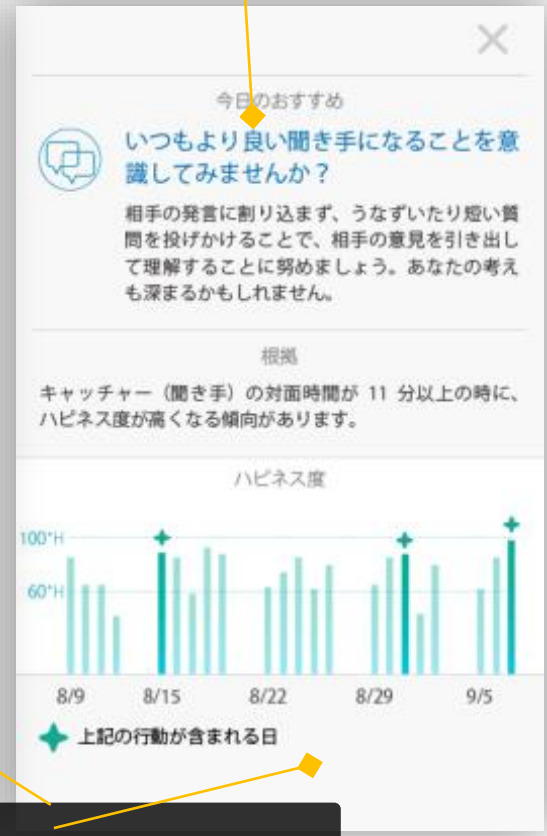 今日のおすすめ
いつもより良い聞き手になることを意
識してみませんか？
相手の発言に割り込まず、うなずいたり短い質
問を投げかけることで、相手の意見を引き出し
て理解することに努めましょう。あなたの考え
も深まるかもしれません。
根拠
キャッチャー（聞き手）の対面時間が 11 分以上の時に、
ハピネス度が高くなる傾向があります。
ハピネス度
100°H
60°H
8/9 8/15 8/22 8/29 9/5
上記の行動が含まれる日